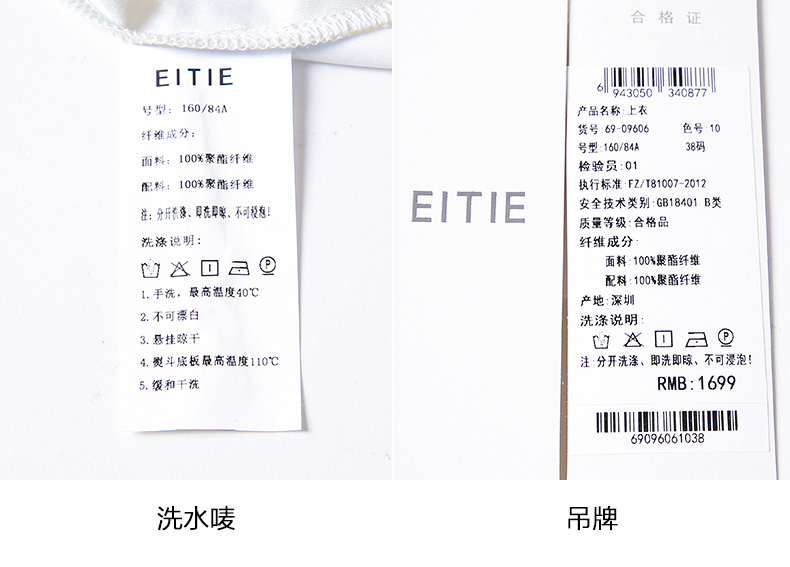 EITIE
号型: 160/84A
纤维成分:
面料: 100%聚酯纤维
配料: 100%聚酯纤维
注: 分开洗涤、即洗即晾、不可浸泡!
洗涤说明:
P
1.手洗，最高温度40℃
2.不可漂白
3.悬挂晾干
4.熨斗底板最高温度110℃
5.缓和干洗
洗水唛
EITIE
合格证
6 943050 340877
产品名称:上衣
货号:69-09606 色号:10
号型:160/84A 38码
检验员:01
执行标准:FZ/T81007-2012
安全技术类别:GB18401 B类
质量等级:合格品
纤维成分:
面料:100%聚酯纤维
配料:100%聚酯纤维
产地:深圳
洗涤说明:
P
注:分开洗涤、即洗即晾、不可浸泡!
RMB:1699
69096061038
吊牌